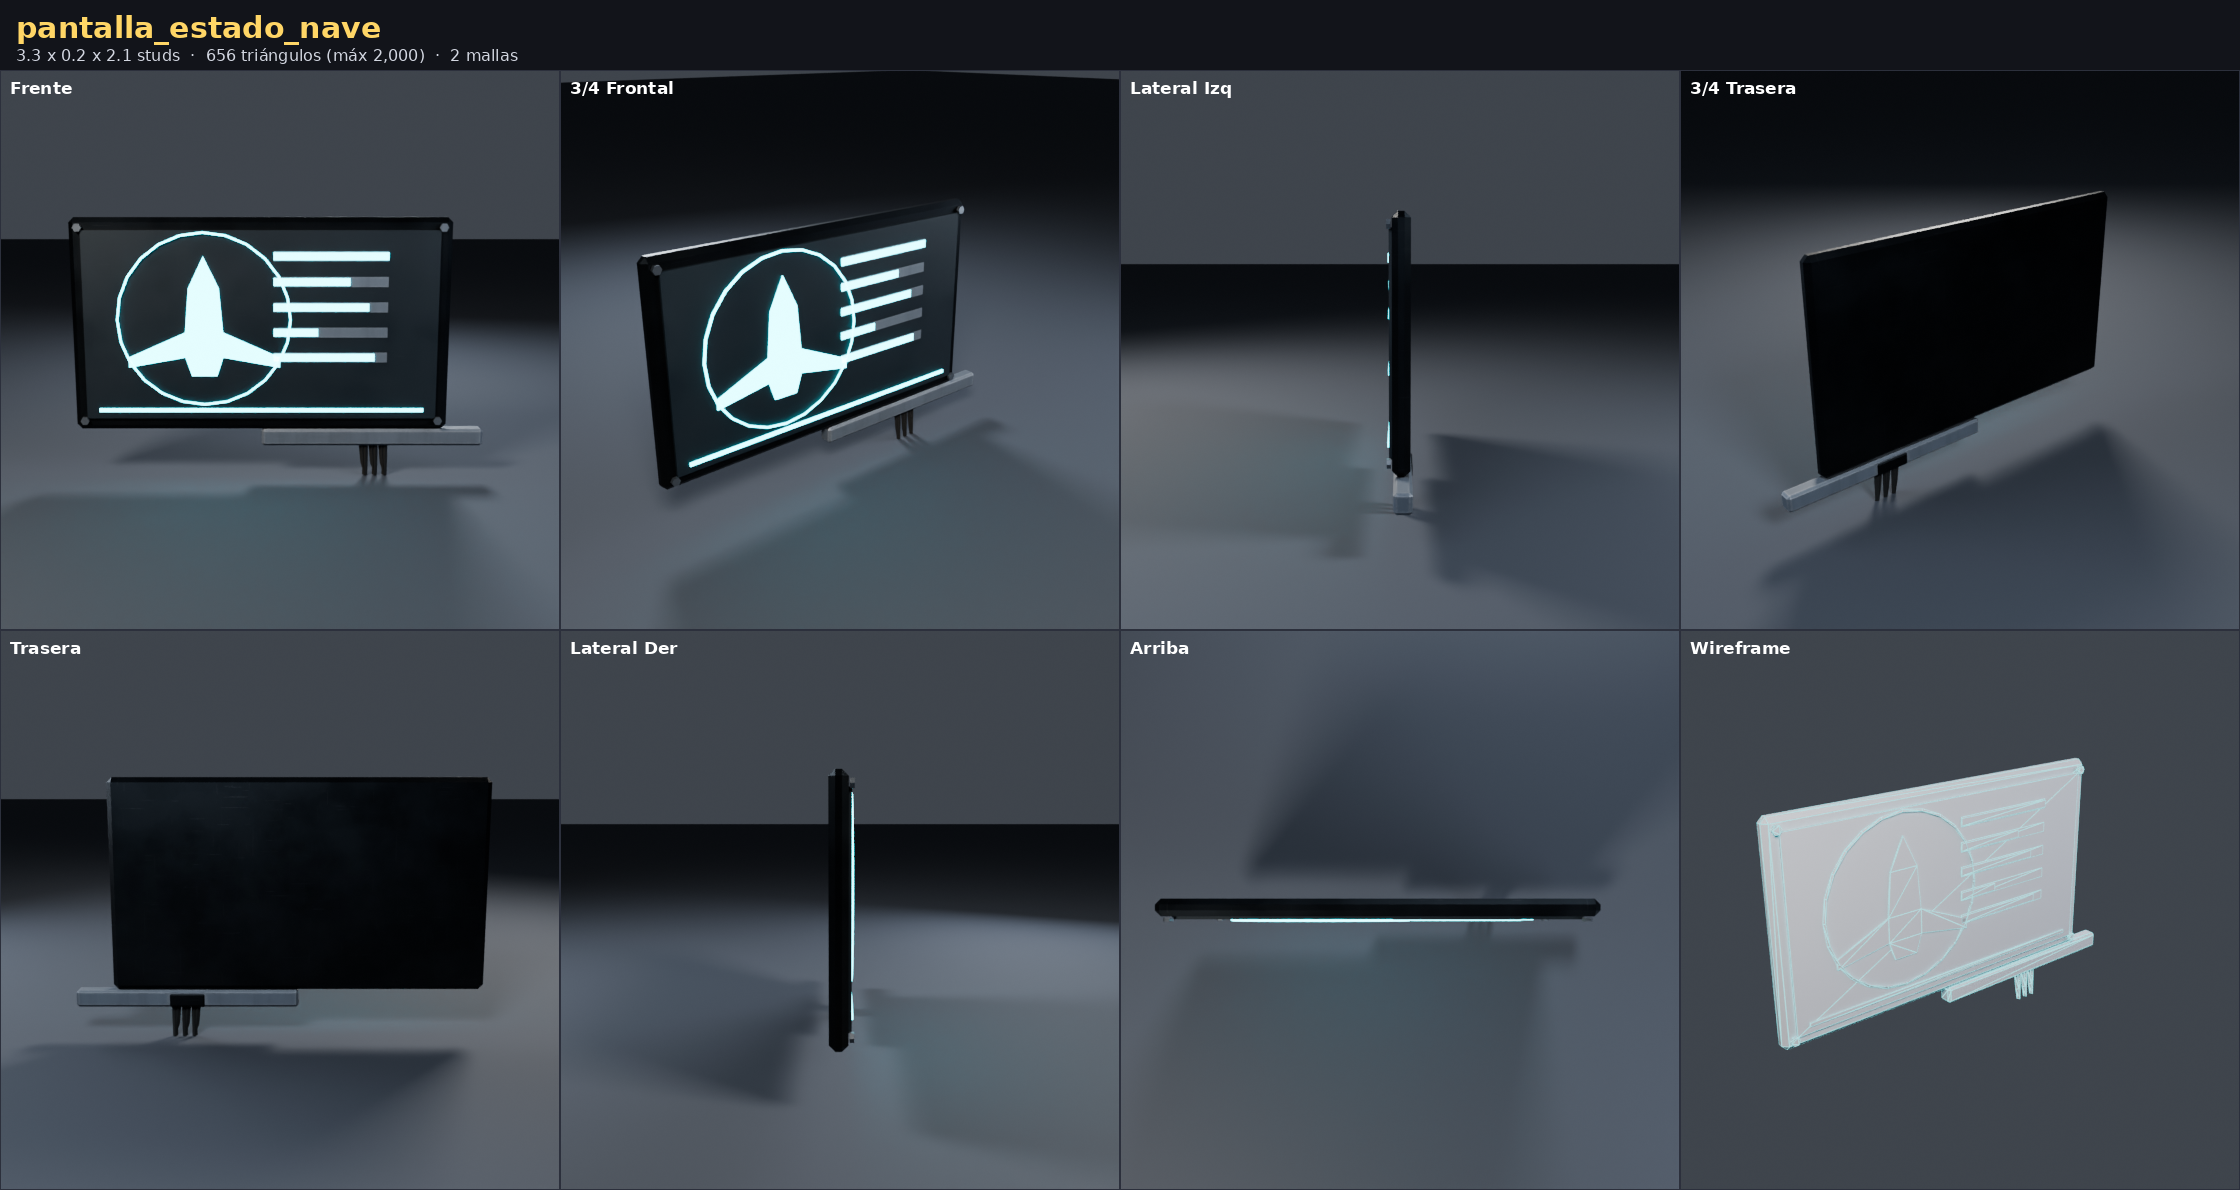 pantalla_estado_nave
3.3 x 0.2 x 2.1 studs · 656 triángulos (máx 2,000) · 2 mallas
Frente
3/4 Frontal
Lateral Izq
3/4 Trasera
Trasera
Lateral Der
Arriba
Wireframe